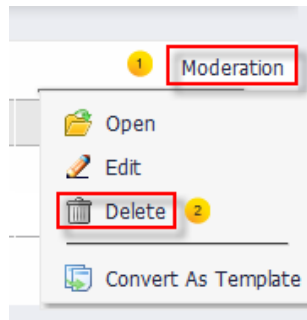 1 Moderation
Open
Edit
Delete 2
Convert As Template